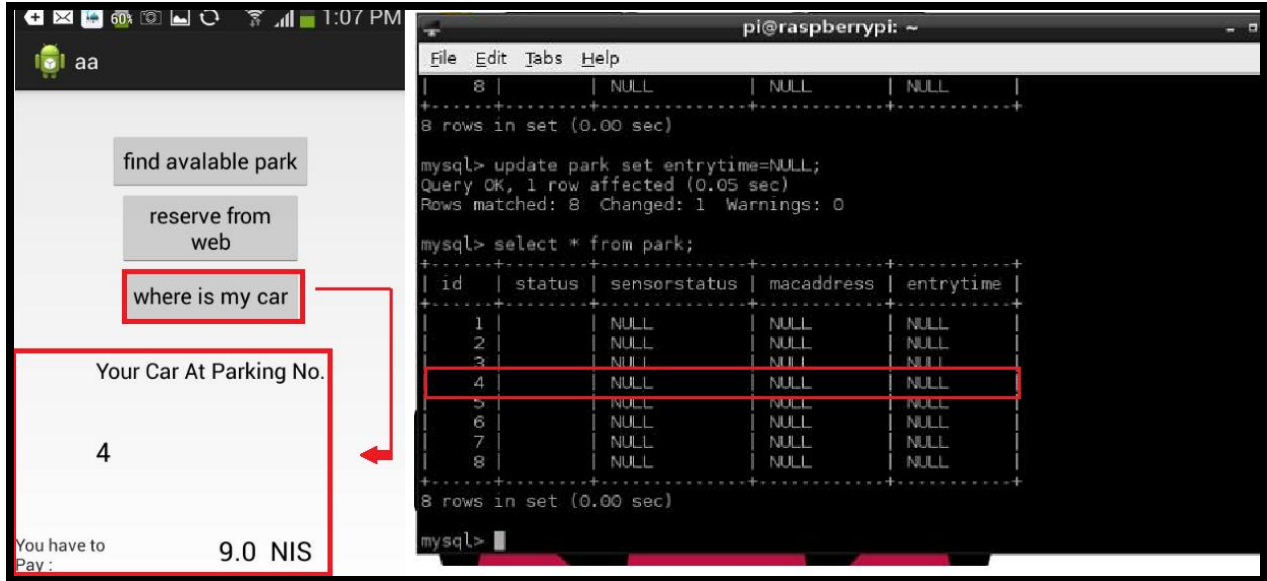 60% 1:07 PM
aa
find avalable park
reserve from
web
where is my car
Your Car At Parking No.
4
You have to
Pay :
9.0 NIS
pi@raspberrypi: ~
File Edit Tabs Help
| 8 | | NULL | NULL | NULL |
+------+--------+--------------+------------+-----------+
8 rows in set (0.00 sec)
mysql> update park set entrytime=NULL;
Query OK, 1 row affected (0.05 sec)
Rows matched: 8 Changed: 1 Warnings: 0
mysql> select * from park;
+------+--------+--------------+------------+-----------+
| id | status | sensorstatus | macaddress | entrytime |
+------+--------+--------------+------------+-----------+
| 1 | | NULL | NULL | NULL |
| 2 | | NULL | NULL | NULL |
| 3 | | NULL | NULL | NULL |
| 4 | | NULL | NULL | NULL |
| 5 | | NULL | NULL | NULL |
| 6 | | NULL | NULL | NULL |
| 7 | | NULL | NULL | NULL |
| 8 | | NULL | NULL | NULL |
+------+--------+--------------+------------+-----------+
8 rows in set (0.00 sec)
mysql>